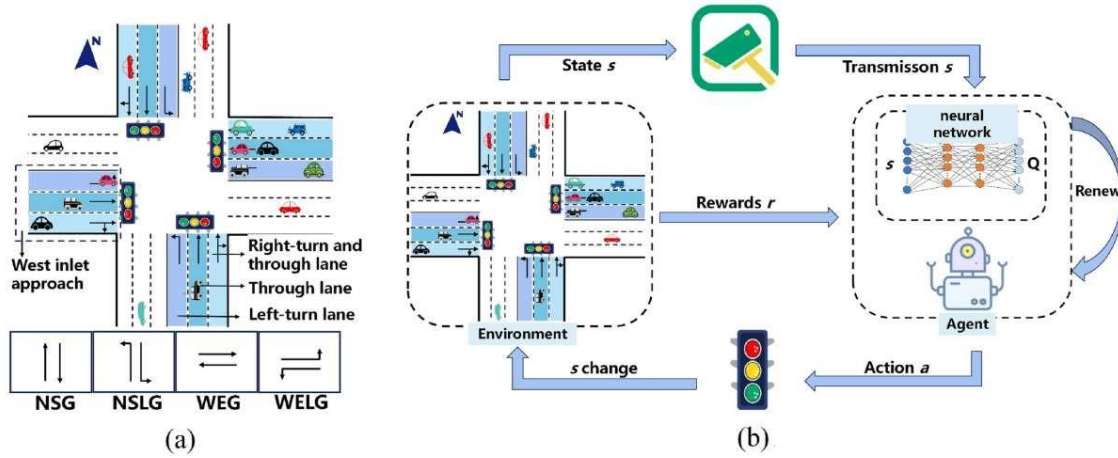 N
West inlet
approach
Right-turn and
through lane
Through lane
Left-turn lane
NSG
NSLG
WEG
WELG
(a)
State s
Transmisson s
N
neural
network
s
Q
Renew
Rewards r
Agent
Environment
s change
Action a
(b)